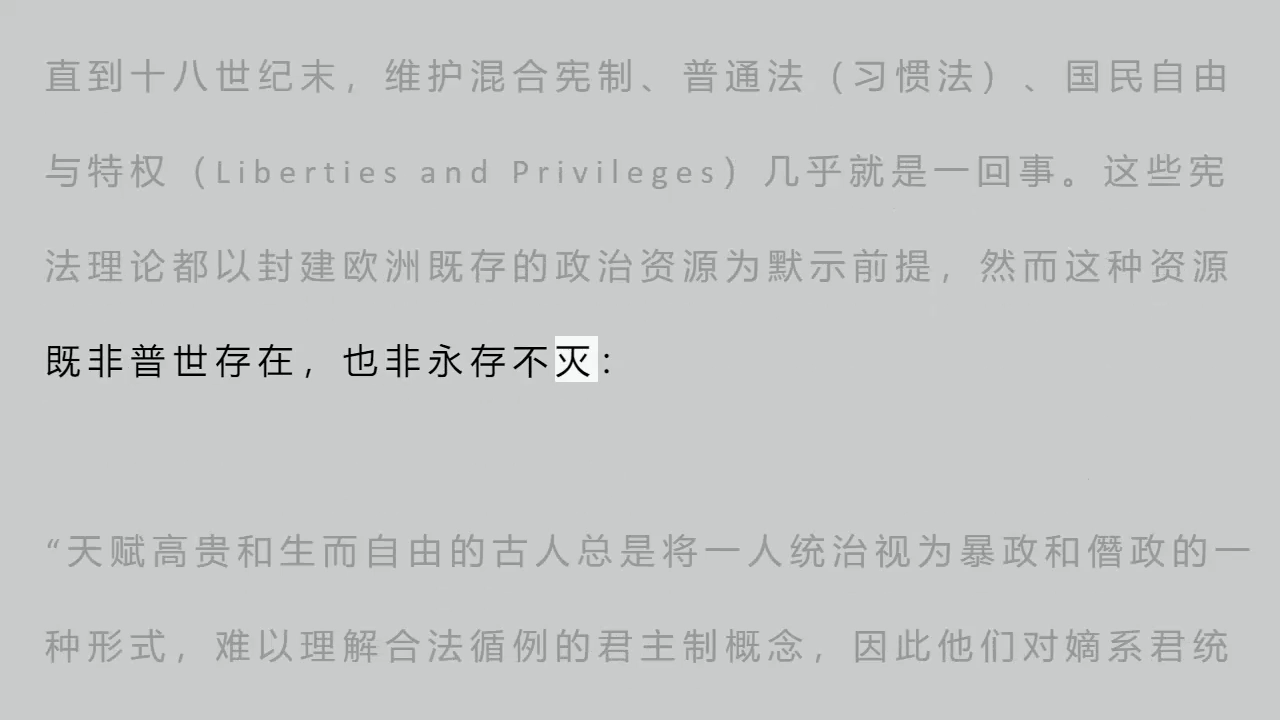 直到十八世纪末，维护混合宪制、普通法（习惯法）、国民自由
与特权（Liberties and Privileges）几乎就是一回事。这些宪
法理论都以封建欧洲既存的政治资源为默示前提，然而这种资源
既非普世存在，也非永存不灭：
“天赋高贵和生而自由的古人总是将一人统治视为暴政和僭政的一
种形式，难以理解合法循例的君主制概念，因此他们对嫡系君统